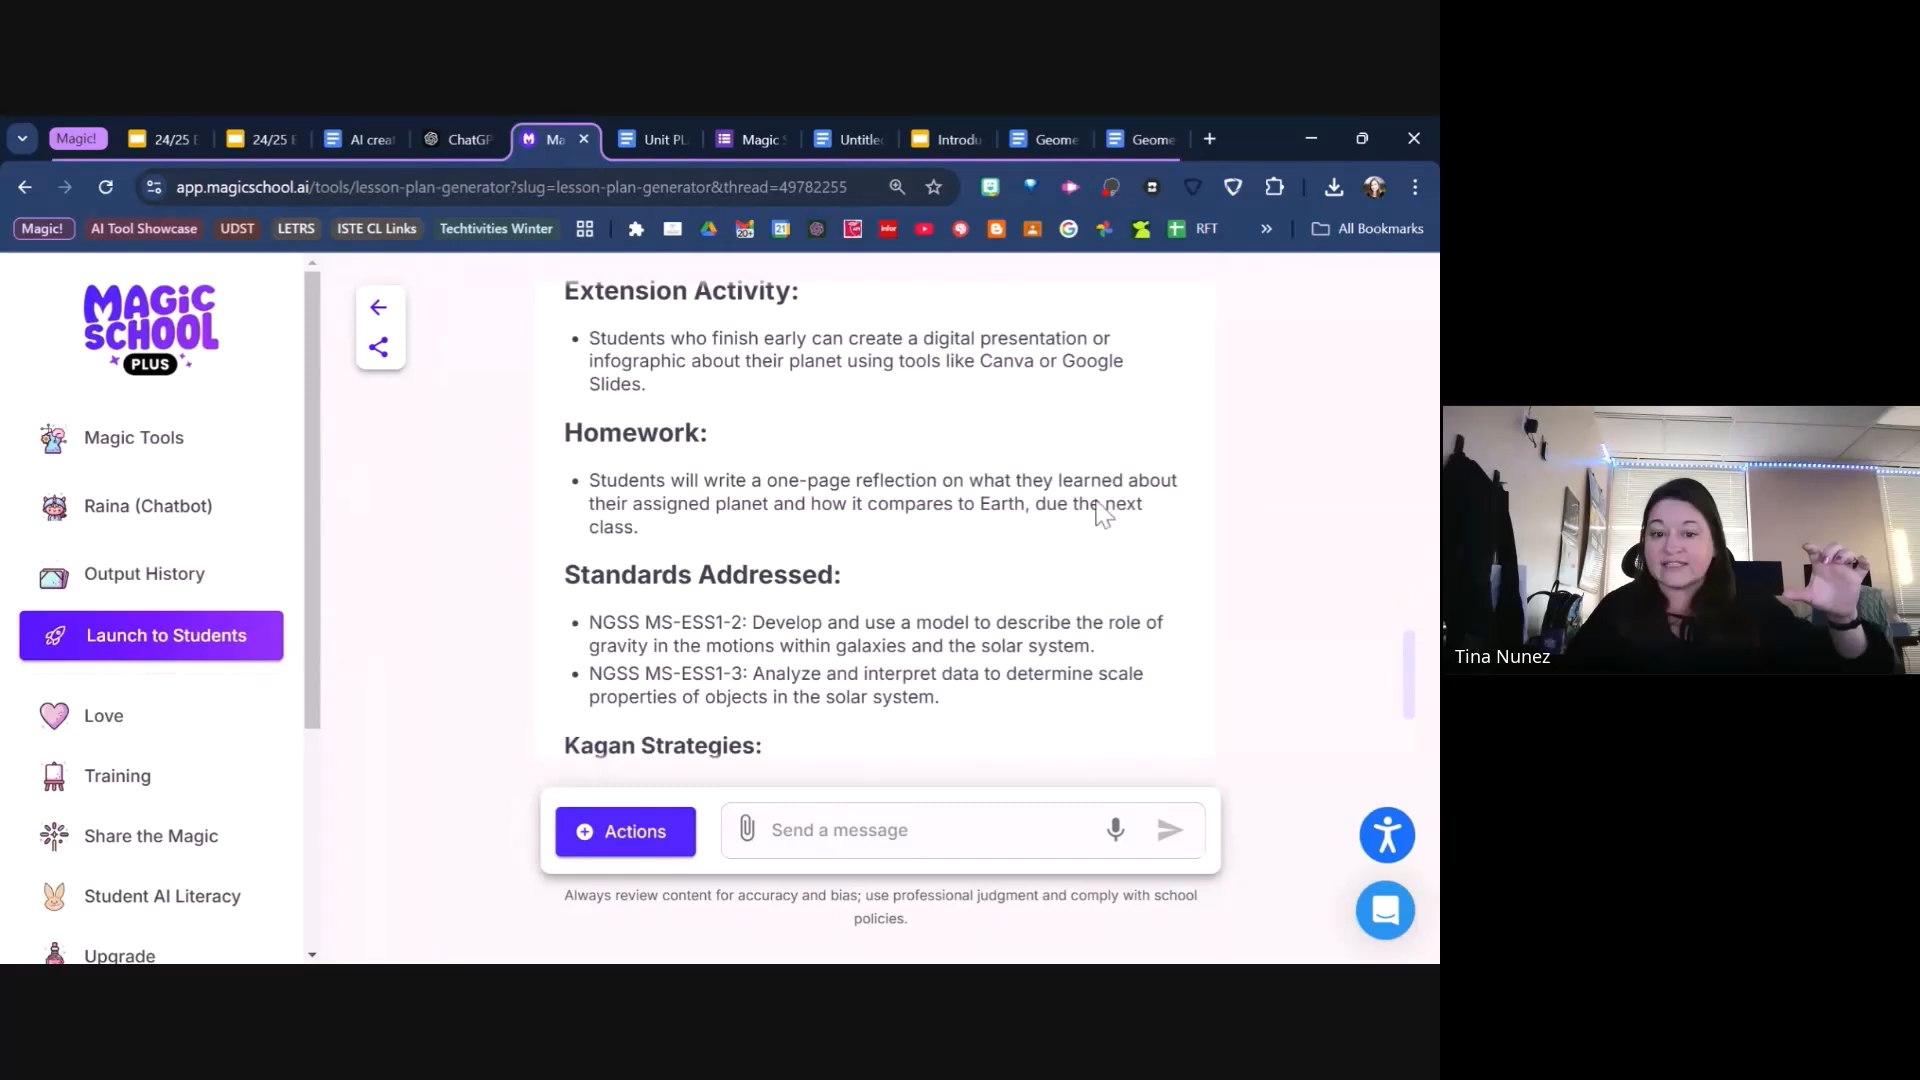 Magic!
24/25 E
24/25 E
AI creat
ChatGP
Ma
Unit PL
Magic S
Untitled
Introdu
Geome
Geome
app.magicschool.ai/tools/lesson-plan-generator?slug=lesson-plan-generator&thread=49782255
Magic!
AI Tool Showcase
UDST
LETRS
ISTE CL Links
Techtivities Winter
20+
21
infor
RFT
All Bookmarks
MAGIC
SCHOOL
PLUS
Magic Tools
Raina (Chatbot)
Output History
Launch to Students
Love
Training
Share the Magic
Student AI Literacy
Upgrade
Extension Activity:
• Students who finish early can create a digital presentation or
infographic about their planet using tools like Canva or Google
Slides.
Homework:
• Students will write a one-page reflection on what they learned about
their assigned planet and how it compares to Earth, due the next
class.
Standards Addressed:
• NGSS MS-ESS1-2: Develop and use a model to describe the role of
gravity in the motions within galaxies and the solar system.
• NGSS MS-ESS1-3: Analyze and interpret data to determine scale
properties of objects in the solar system.
Kagan Strategies:
Actions
Send a message
Always review content for accuracy and bias; use professional judgment and comply with school
policies.
Tina Nunez